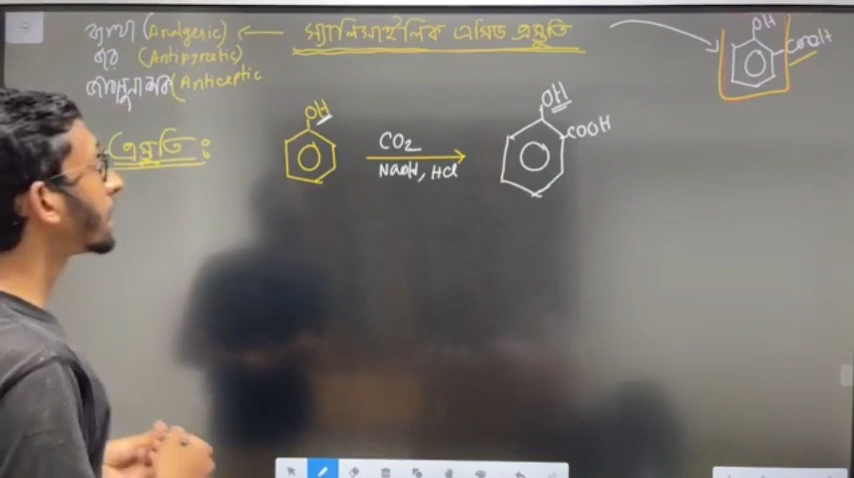 ব্যথা (Analgesic) ← স্যালিসাইলিক এসিড প্রস্তুতি
জ্বর (Antipyretic)
জীবাণুনাশক (Anticeptic
OH
COOH
প্রস্তুতি :
OH
CO2
NaOH, HCl
OH
COOH